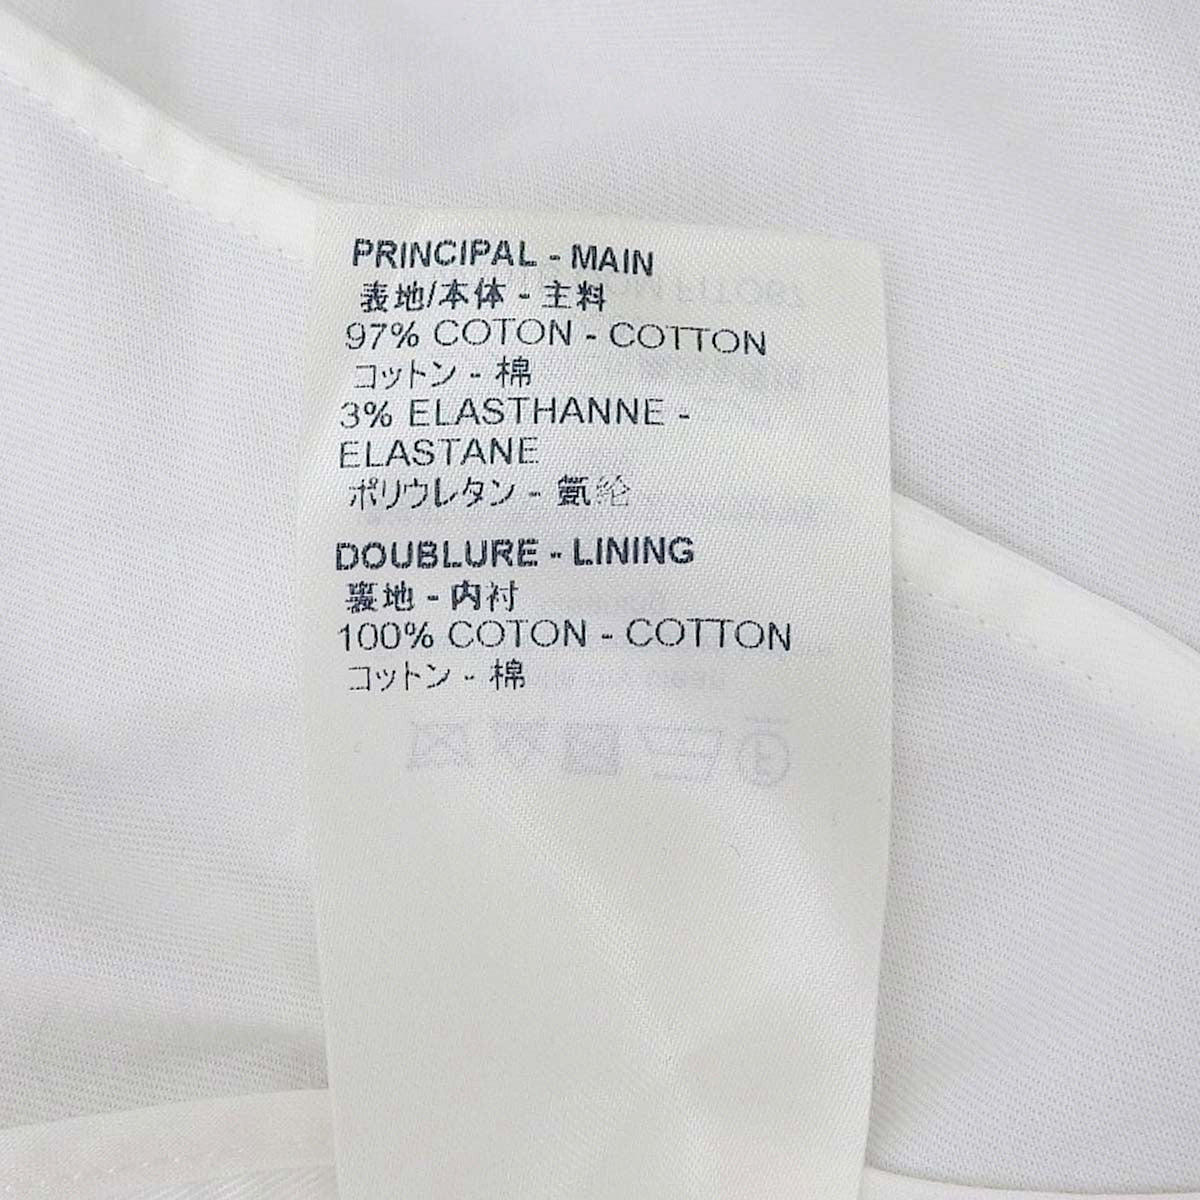 PRINCIPAL - MAIN
表地/本体 - 主料
97% COTON - COTTON
コットン - 棉
3% ELASTHANNE -
ELASTANE
ポリウレタン - 氨纶
DOUBLURE - LINING
裏地 - 内衬
100% COTON - COTTON
コットン - 棉